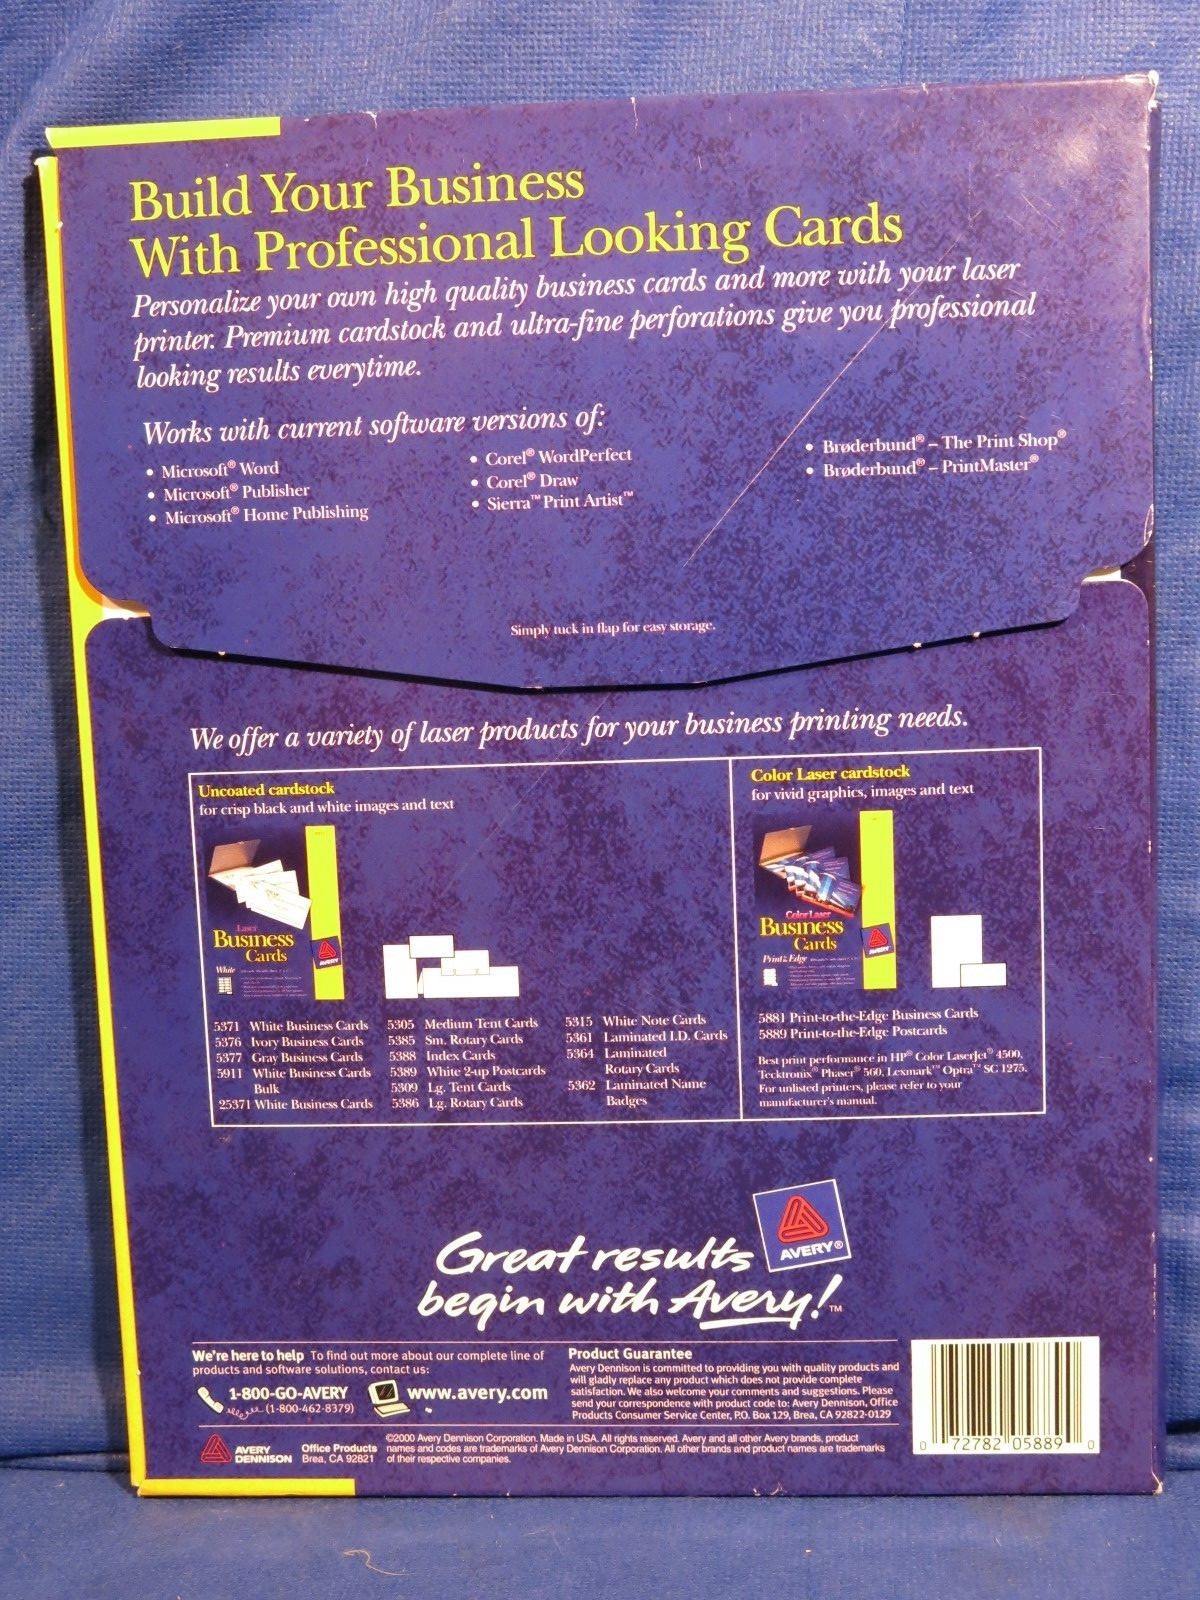 Build Your Business
With Professional Looking Cards
Personalize your own high quality business cards and more with your laser
printer. Premium cardstock and ultra-fine perforations give you professional
looking results everytime.
Works with current software versions of:
• Microsoft® Word
• Microsoft® Publisher
• Microsoft® Home Publishing
• Corel® WordPerfect
• Corel® Draw
• Sierra™ Print Artist™
• Brøderbund® – The Print Shop®
• Brøderbund® – PrintMaster®
Simply tuck in flap for easy storage.
We offer a variety of laser products for your business printing needs.
Uncoated cardstock
for crisp black and white images and text
Laser
Business
Cards
White
AVERY
5371 White Business Cards
5376 Ivory Business Cards
5377 Gray Business Cards
5911 White Business Cards
Bulk
25371 White Business Cards
5305 Medium Tent Cards
5385 Sm. Rotary Cards
5388 Index Cards
5389 White 2-up Postcards
5309 Lg. Tent Cards
5386 Lg. Rotary Cards
5315 White Note Cards
5361 Laminated I.D. Cards
5364 Laminated
Rotary Cards
5362 Laminated Name
Badges
Color Laser cardstock
for vivid graphics, images and text
Color Laser
Business
Cards
Print to the Edge
AVERY
5881 Print-to-the-Edge Business Cards
5889 Print-to-the-Edge Postcards
Best print performance in HP® Color LaserJet® 4500,
Tecktronix® Phaser® 560, Lexmark™ Optra™ SC 1275.
For unlisted printers, please refer to your
manufacturer's manual.
Great results
begin with Avery!™
AVERY®
We're here to help To find out more about our complete line of
products and software solutions, contact us:
1-800-GO-AVERY
(1-800-462-8379)
www.avery.com
Product Guarantee
Avery Dennison is committed to providing you with quality products and
will gladly replace any product which does not provide complete
satisfaction. We also welcome your comments and suggestions. Please
send your correspondence with product code to: Avery Dennison, Office
Products Consumer Service Center, P.O. Box 129, Brea, CA 92822-0129
AVERY
DENNISON
Office Products
Brea, CA 92821
©2000 Avery Dennison Corporation. Made in USA. All rights reserved. Avery and all other Avery brands, product
names and codes are trademarks of Avery Dennison Corporation. All other brands and product names are trademarks
of their respective companies.
0 72782 05889 0